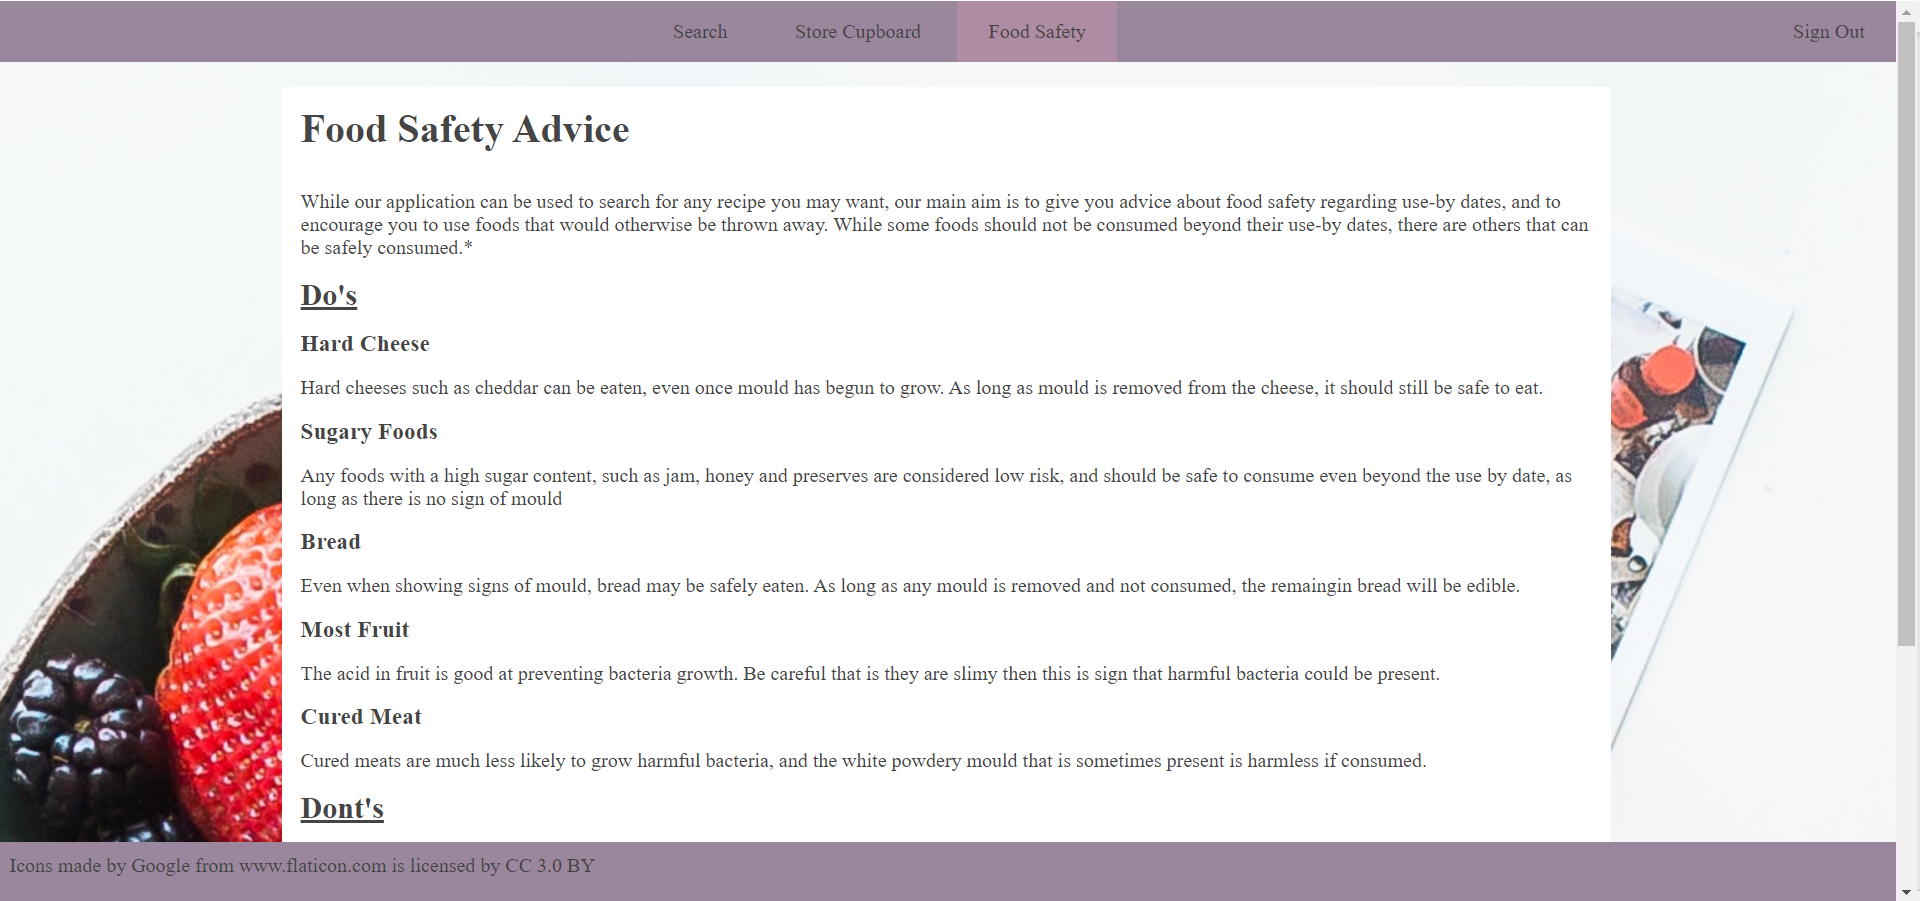 Search Store Cupboard Food Safety Sign Out
Food Safety Advice
While our application can be used to search for any recipe you may want, our main aim is to give you advice about food safety regarding use-by dates, and to
encourage you to use foods that would otherwise be thrown away. While some foods should not be consumed beyond their use-by dates, there are others that can
be safely consumed.*
Do's
Hard Cheese
Hard cheeses such as cheddar can be eaten, even once mould has begun to grow. As long as mould is removed from the cheese, it should still be safe to eat.
Sugary Foods
Any foods with a high sugar content, such as jam, honey and preserves are considered low risk, and should be safe to consume even beyond the use by date, as
long as there is no sign of mould
Bread
Even when showing signs of mould, bread may be safely eaten. As long as any mould is removed and not consumed, the remaingin bread will be edible.
Most Fruit
The acid in fruit is good at preventing bacteria growth. Be careful that is they are slimy then this is sign that harmful bacteria could be present.
Cured Meat
Cured meats are much less likely to grow harmful bacteria, and the white powdery mould that is sometimes present is harmless if consumed.
Dont's
Icons made by Google from www.flaticon.com is licensed by CC 3.0 BY